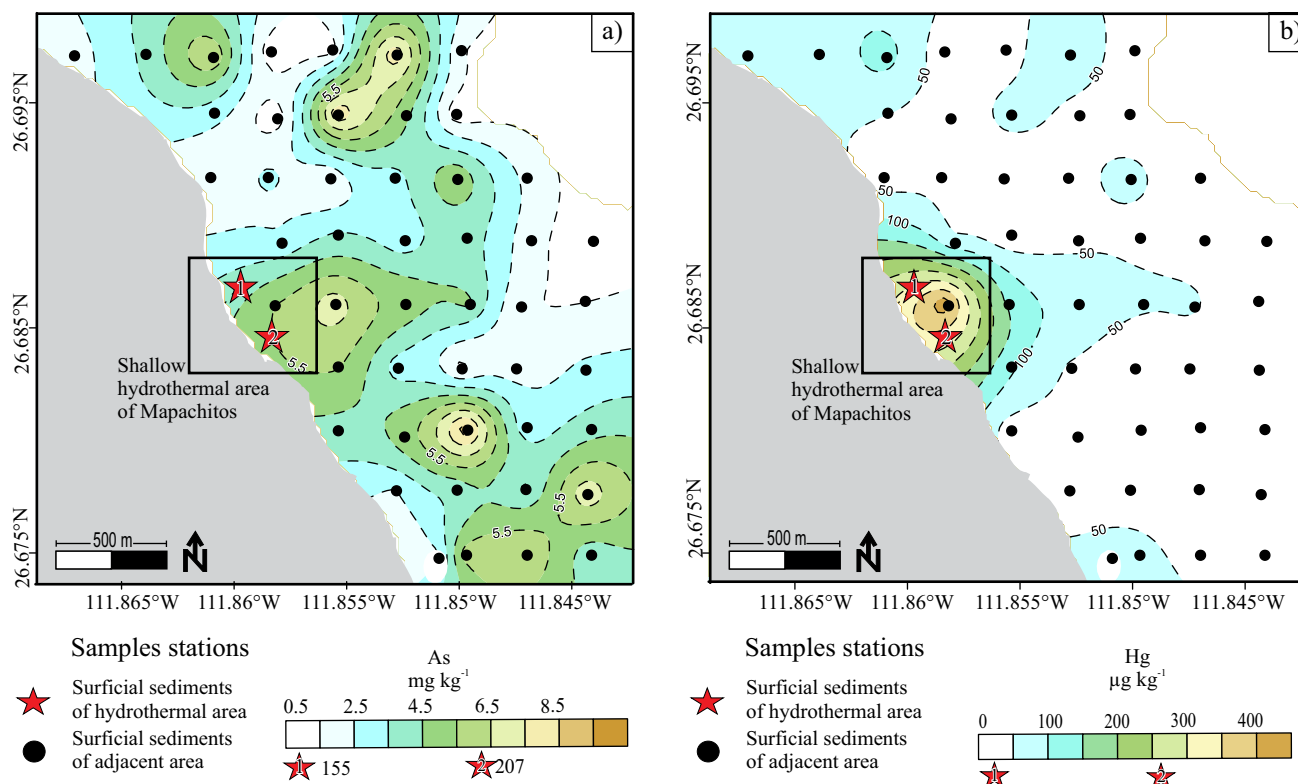 a)
5.5
26.695°N
26.685°N
26.675°N
1
2
5.5
Shallow
hydrothermal area
of Mapachitos
5.5
5.5
5.5
500 m
N
111.865°W 111.86°W 111.855°W 111.85°W 111.845°W
Samples stations
Surficial sediments
of hydrothermal area
Surficial sediments
of adjacent area
As
mg kg⁻¹
0.5 2.5 4.5 6.5 8.5
1 155 2 207
b)
50
50
26.695°N
26.685°N
26.675°N
50
100
50
1
2
50
100
Shallow
hydrothermal area
of Mapachitos
50
500 m
N
111.865°W 111.86°W 111.855°W 111.85°W 111.845°W
Samples stations
Surficial sediments
of hydrothermal area
Surficial sediments
of adjacent area
Hg
µg kg⁻¹
0 100 200 300 400
1 2